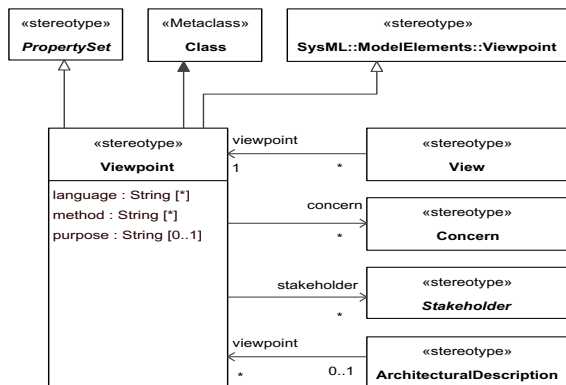 «stereotype»
PropertySet
«Metaclass»
Class
«stereotype»
SysML::ModelElements::Viewpoint
«stereotype»
Viewpoint
language : String [*]
method : String [*]
purpose : String [0..1]
viewpoint
1
*
«stereotype»
View
concern
*
«stereotype»
Concern
stakeholder
*
«stereotype»
Stakeholder
viewpoint
*
0..1
«stereotype»
ArchitecturalDescription